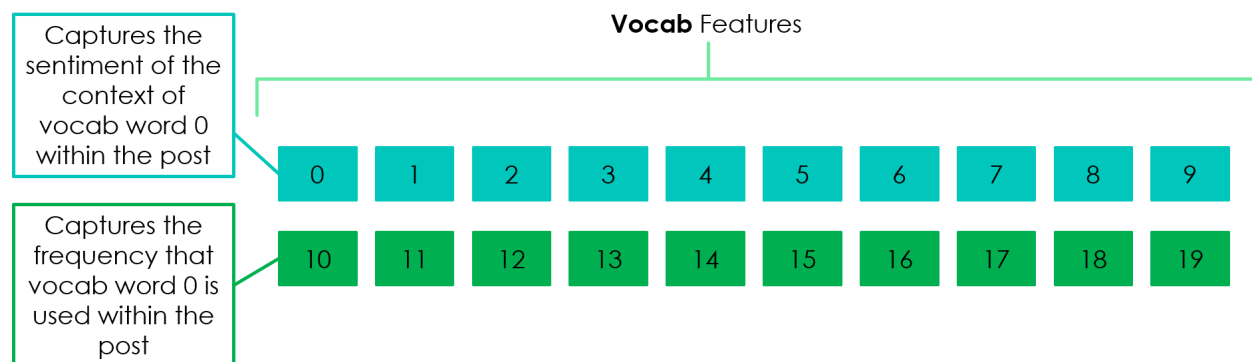 Captures the
sentiment of the
context of
vocab word 0
within the post
Vocab Features
0 1 2 3 4 5 6 7 8 9
Captures the
frequency that
vocab word 0 is
used within the
post
10 11 12 13 14 15 16 17 18 19